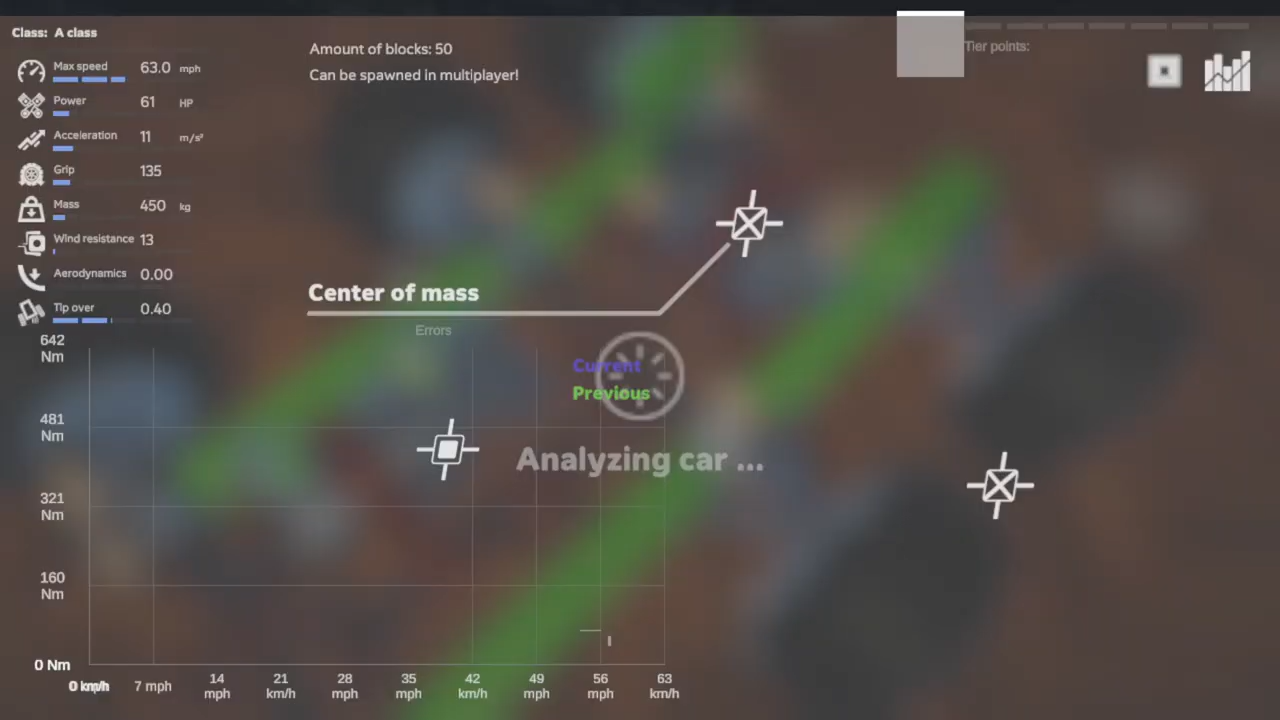 Class: A class
Max speed 63.0 mph
Power 61 HP
Acceleration 11 m/s²
Grip 135
Mass 450 kg
Wind resistance 13
Aerodynamics 0.00
Tip over 0.40
Amount of blocks: 50
Can be spawned in multiplayer!
Tier points:
Center of mass
Errors
Current
Previous
Analyzing car ...
642 Nm
481 Nm
321 Nm
160 Nm
0 Nm
7 mph
14 mph
21 km/h
28 mph
35 mph
42 km/h
49 mph
56 mph
63 km/h